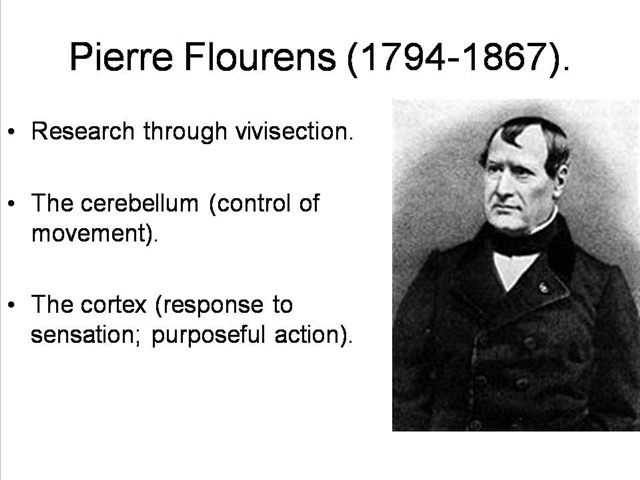 Pierre Flourens (1794-1867).
• Research through vivisection.
• The cerebellum (control of
movement).
• The cortex (response to
sensation; purposeful action).